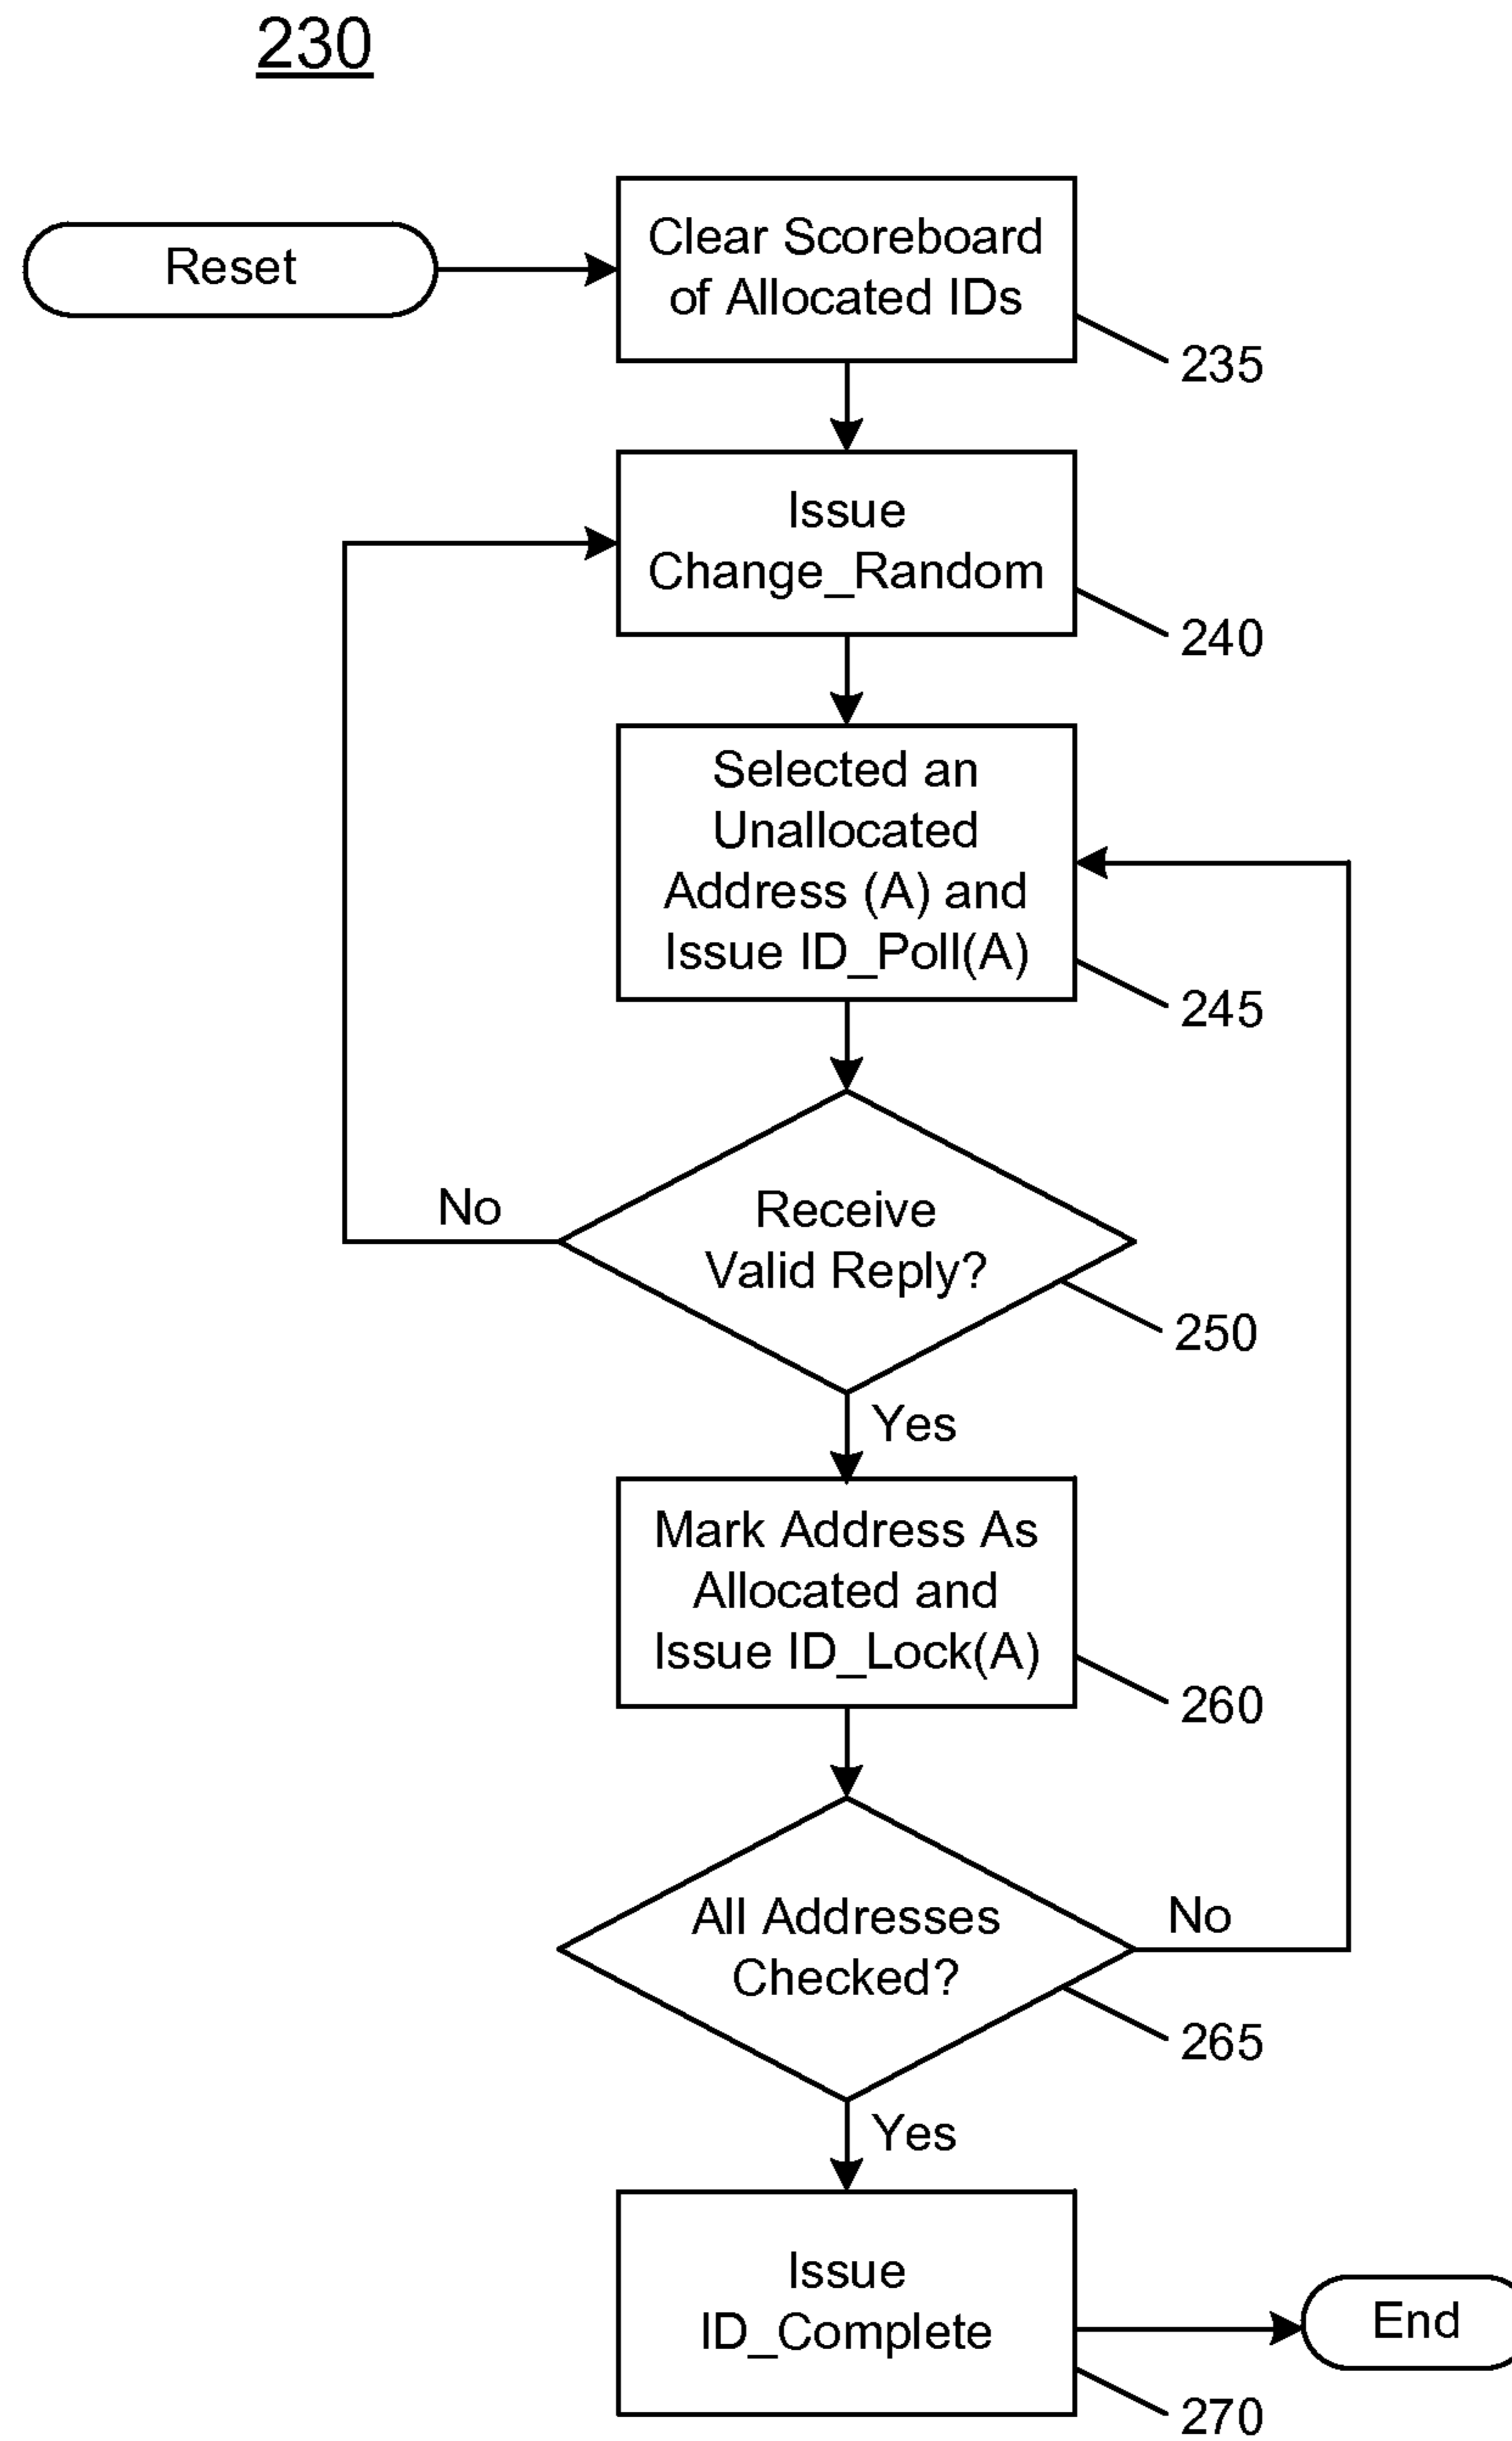 230
Reset
Clear Scoreboard
of Allocated IDs
235
Issue
Change_Random
240
Selected an
Unallocated
Address (A) and
Issue ID_Poll(A)
245
No
Receive
Valid Reply?
250
Yes
Mark Address As
Allocated and
Issue ID_Lock(A)
260
All Addresses
Checked?
No
265
Yes
Issue
ID_Complete
End
270